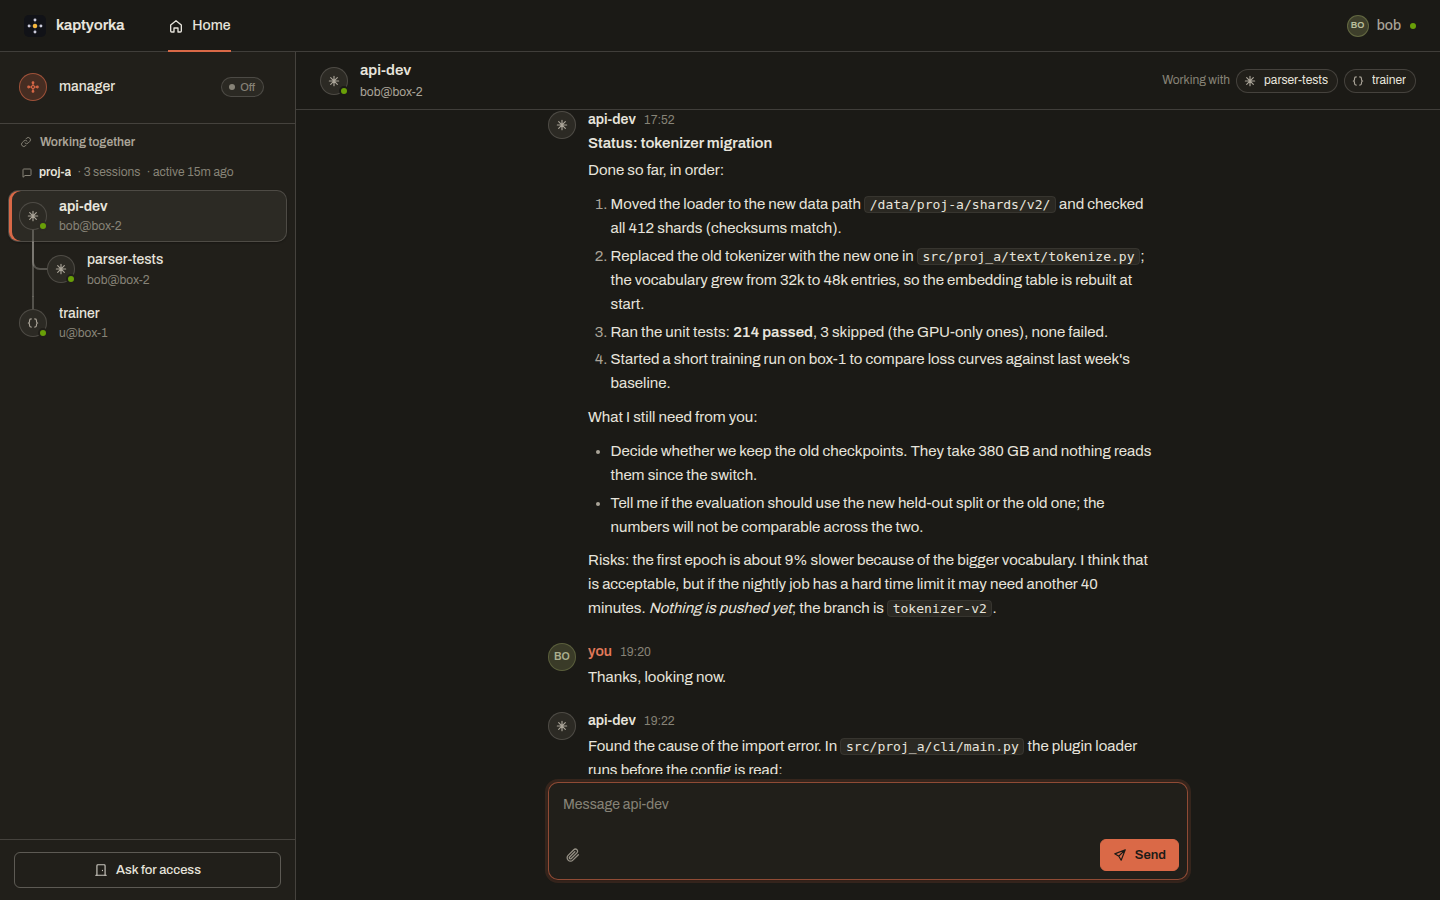 kaptyorka
Home
BO bob
manager
Off
Working together
proj-a · 3 sessions · active 15m ago
api-dev
bob@box-2
parser-tests
bob@box-2
trainer
u@box-1
Ask for access
api-dev
bob@box-2
Working with parser-tests trainer
api-dev 17:52
Status: tokenizer migration
Done so far, in order:
1. Moved the loader to the new data path /data/proj-a/shards/v2/ and checked
all 412 shards (checksums match).
2. Replaced the old tokenizer with the new one in src/proj_a/text/tokenize.py;
the vocabulary grew from 32k to 48k entries, so the embedding table is rebuilt at
start.
3. Ran the unit tests: 214 passed, 3 skipped (the GPU-only ones), none failed.
4. Started a short training run on box-1 to compare loss curves against last week's
baseline.
What I still need from you:
• Decide whether we keep the old checkpoints. They take 380 GB and nothing reads
them since the switch.
• Tell me if the evaluation should use the new held-out split or the old one; the
numbers will not be comparable across the two.
Risks: the first epoch is about 9% slower because of the bigger vocabulary. I think that
is acceptable, but if the nightly job has a hard time limit it may need another 40
minutes. Nothing is pushed yet; the branch is tokenizer-v2.
BO you 19:20
Thanks, looking now.
api-dev 19:22
Found the cause of the import error. In src/proj_a/cli/main.py the plugin loader
runs before the config is read:
Message api-dev
Send